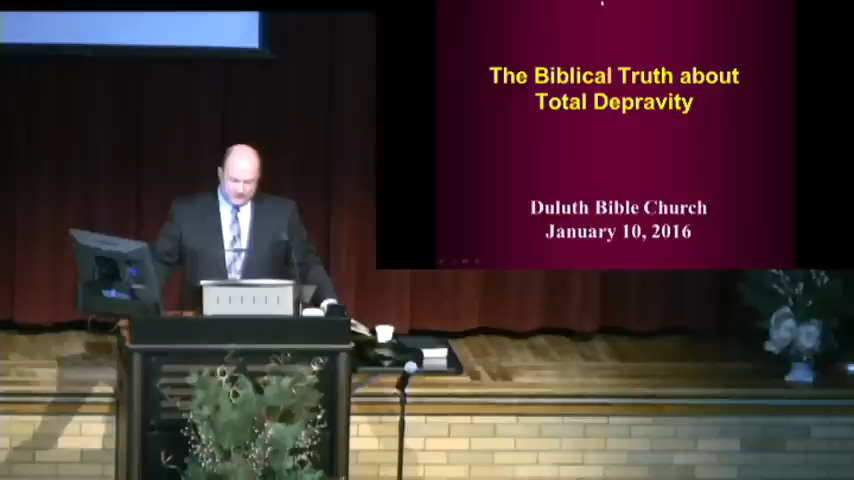 The Biblical Truth about
Total Depravity
Duluth Bible Church
January 10, 2016